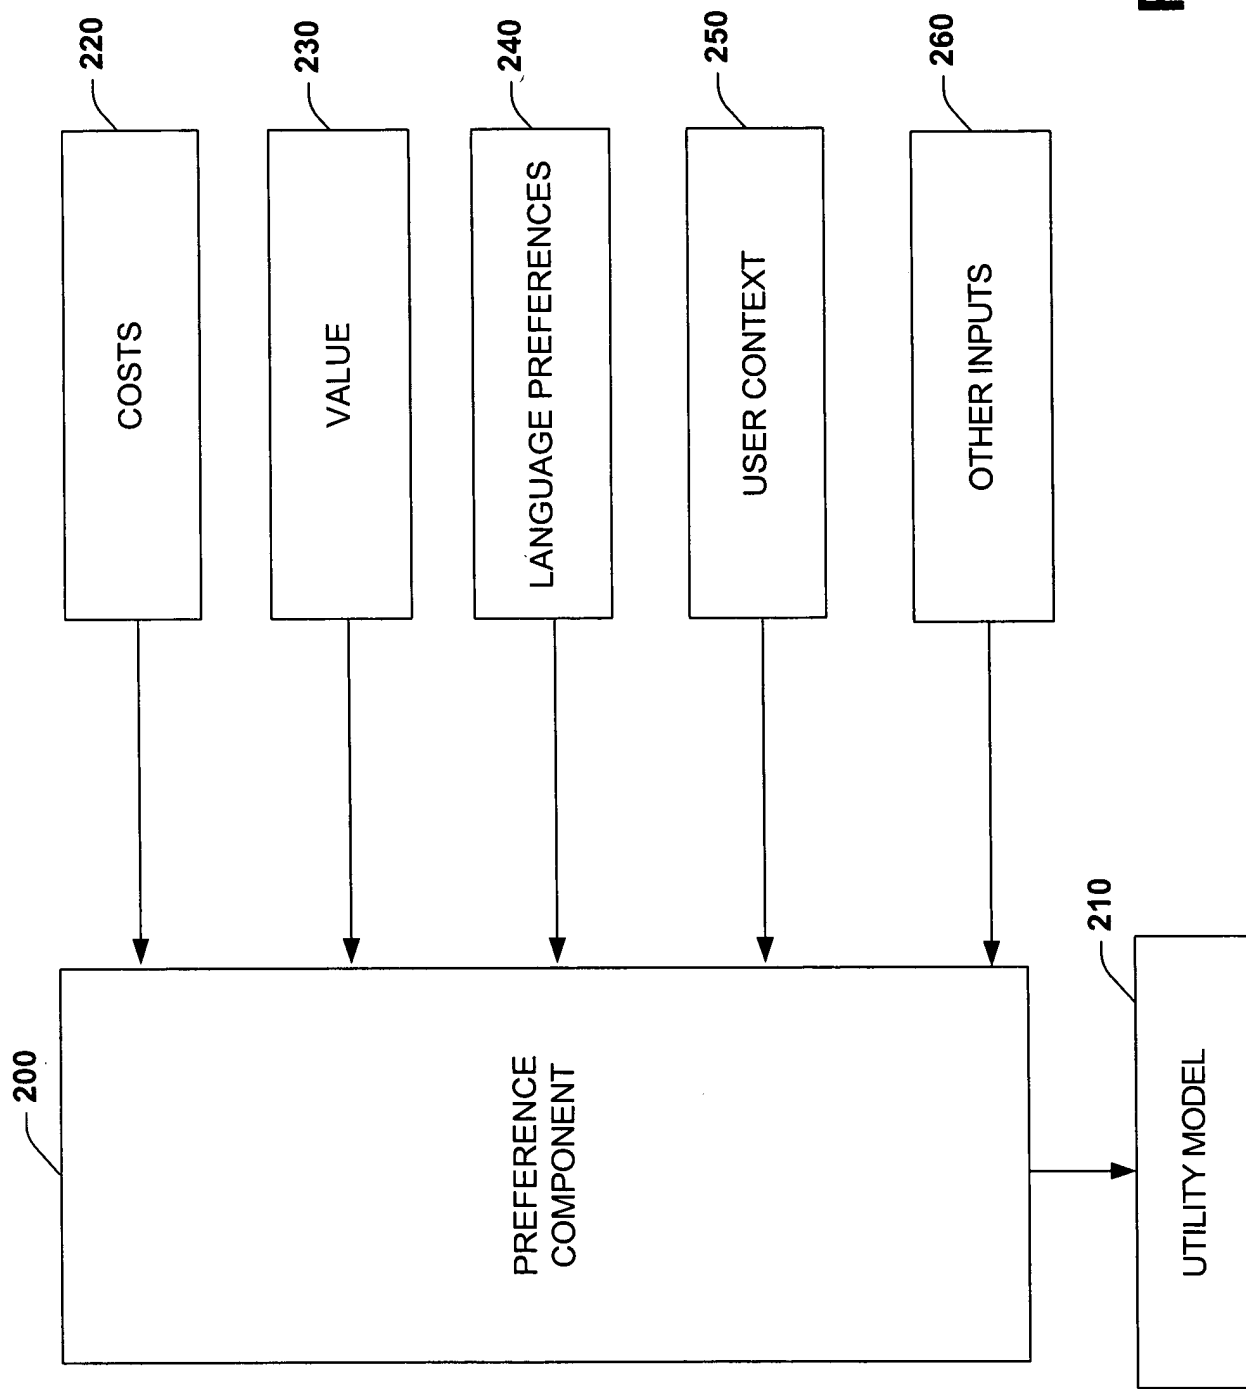 200
PREFERENCE
COMPONENT
210
UTILITY MODEL
220
COSTS
230
VALUE
240
LANGUAGE PREFERENCES
250
USER CONTEXT
260
OTHER INPUTS